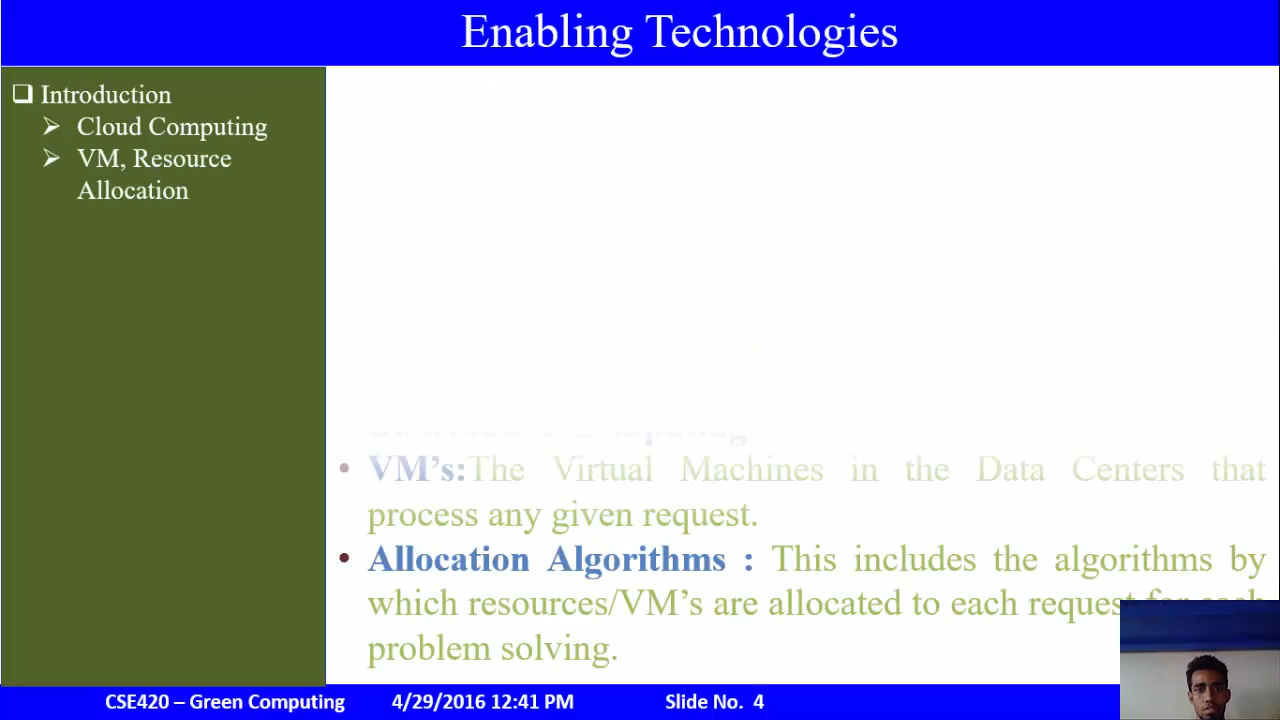 Enabling Technologies
❑ Introduction
➢ Cloud Computing
➢ VM, Resource
Allocation
• VM’s:The Virtual Machines in the Data Centers that
process any given request.
• Allocation Algorithms : This includes the algorithms by
which resources/VM’s are allocated to each request for each
problem solving.
CSE420 – Green Computing 4/29/2016 12:41 PM Slide No. 4